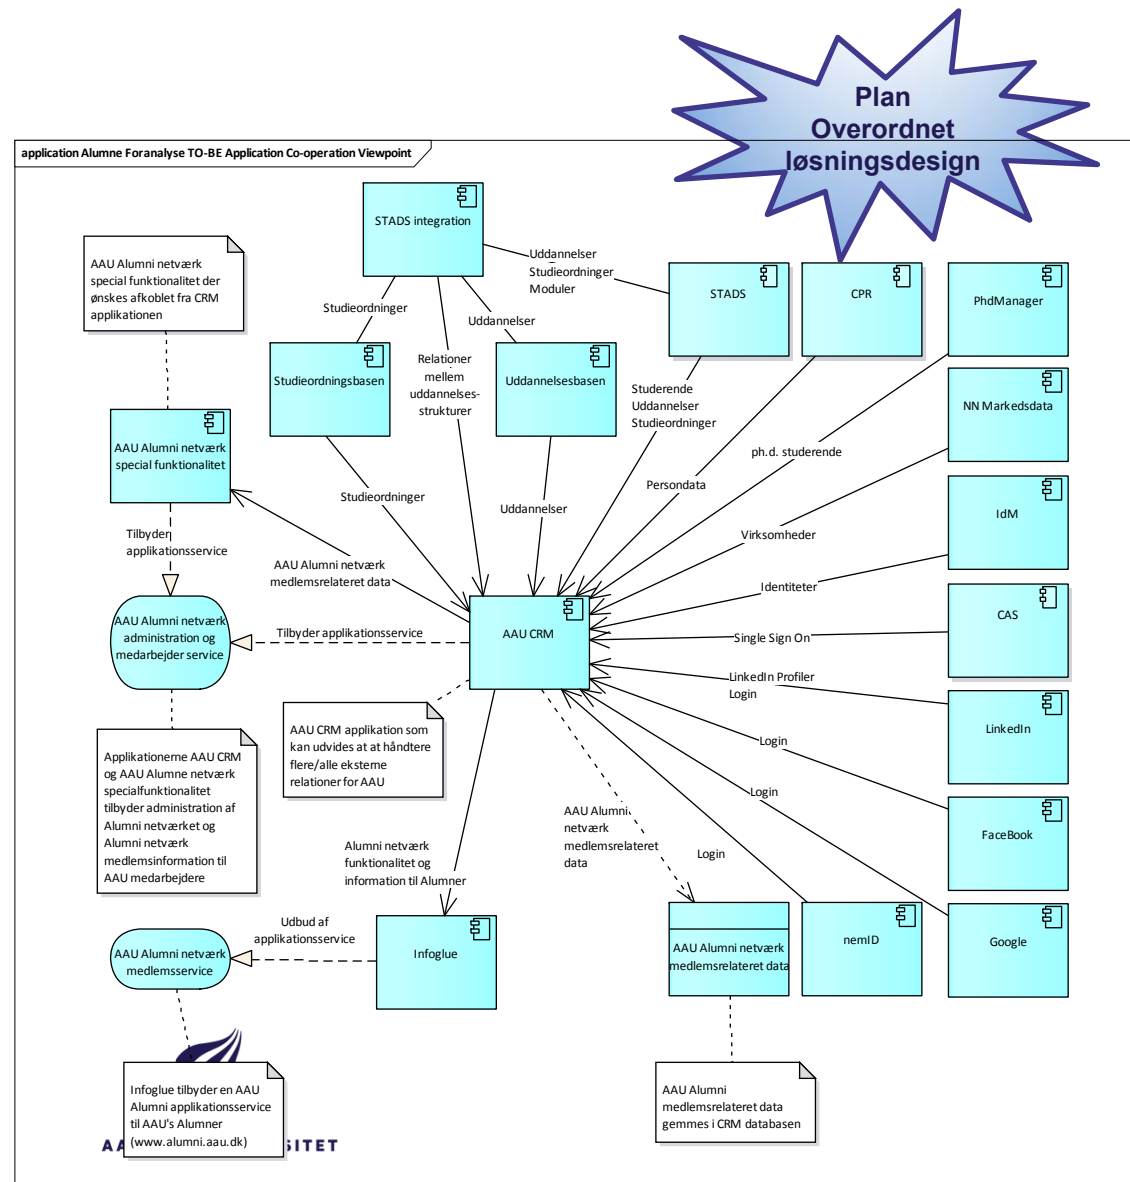 Plan
Overordnet
løsningsdesign
application Alumne Foranalyse TO-BE Application Co-operation Viewpoint
STADS integration
AAU Alumni netværk
special funktionalitet der
ønskes afkoblet fra CRM
applikationen
Uddannelser
Studieordninger
Moduler
STADS
CPR
PhdManager
Studieordninger
Uddannelser
Studieordningsbasen
Relationer
mellem
uddannelses-
strukturer
Uddannelsesbasen
Studerende
Uddannelser
Studieordninger
NN Markedsdata
AAU Alumni netværk
special funktionalitet
ph.d. studerende
Persondata
Studieordninger
Uddannelser
IdM
Tilbyder
applikationsservice
Virksomheder
AAU Alumni netværk
medlemsrelateret data
Identiteter
CAS
AAU Alumni netværk
administration og
medarbejder service
Tilbyder applikationsservice
AAU CRM
Single Sign On
LinkedIn Profiler
Login
LinkedIn
AAU CRM applikation som
kan udvides at at håndtere
flere/alle eksterne
relationer for AAU
Applikationerne AAU CRM
og AAU Alumne netværk
specialfunktionalitet
tilbyder administration af
Alumni netværket og
Alumni netværk
medlemsinformation til
AAU medarbejdere
Login
Login
FaceBook
AAU Alumni
netværk
medlemsrelateret
data
Alumni netværk
funktionalitet og
information til Alumner
Login
Udbud af
applikationsservice
AAU Alumni netværk
medlemsservice
Infoglue
AAU Alumni netværk
medlemsrelateret data
nemID
Google
Infoglue tilbyder en AAU
Alumni applikationsservice
til AAU's Alumner
(www.alumni.aau.dk)
AAU Alumni
medlemsrelateret data
gemmes i CRM databasen